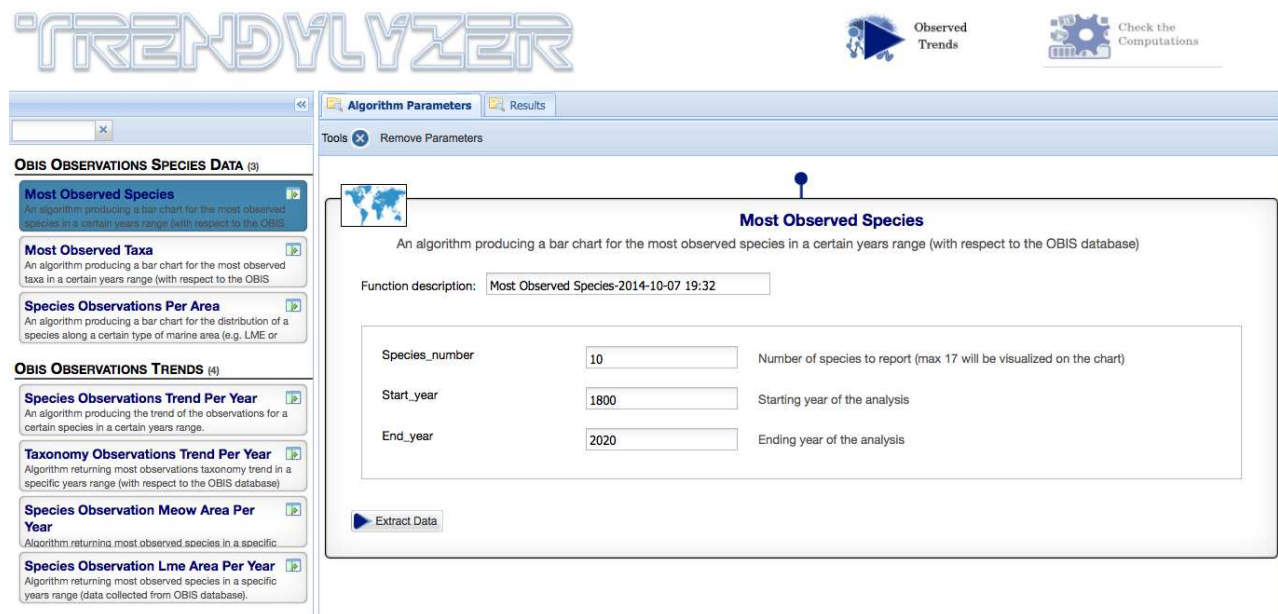 TRENDYLYZER
Observed
Trends
Check the
Computations
Algorithm Parameters
Results
Tools
Remove Parameters
OBIS OBSERVATIONS SPECIES DATA (3)
Most Observed Species
An algorithm producing a bar chart for the most observed
species in a certain years range (with respect to the OBIS
Most Observed Taxa
An algorithm producing a bar chart for the most observed
taxa in a certain years range (with respect to the OBIS
Species Observations Per Area
An algorithm producing a bar chart for the distribution of a
species along a certain type of marine area (e.g. LME or
OBIS OBSERVATIONS TRENDS (4)
Species Observations Trend Per Year
An algorithm producing the trend of the observations for a
certain species in a certain years range.
Taxonomy Observations Trend Per Year
Algorithm returning most observations taxonomy trend in a
specific years range (with respect to the OBIS database)
Species Observation Meow Area Per
Year
Algorithm returning most observed species in a specific
Species Observation Lme Area Per Year
Algorithm returning most observed species in a specific
years range (data collected from OBIS database).
Most Observed Species
An algorithm producing a bar chart for the most observed species in a certain years range (with respect to the OBIS database)
Function description: Most Observed Species-2014-10-07 19:32
Species_number 10 Number of species to report (max 17 will be visualized on the chart)
Start_year 1800 Starting year of the analysis
End_year 2020 Ending year of the analysis
Extract Data